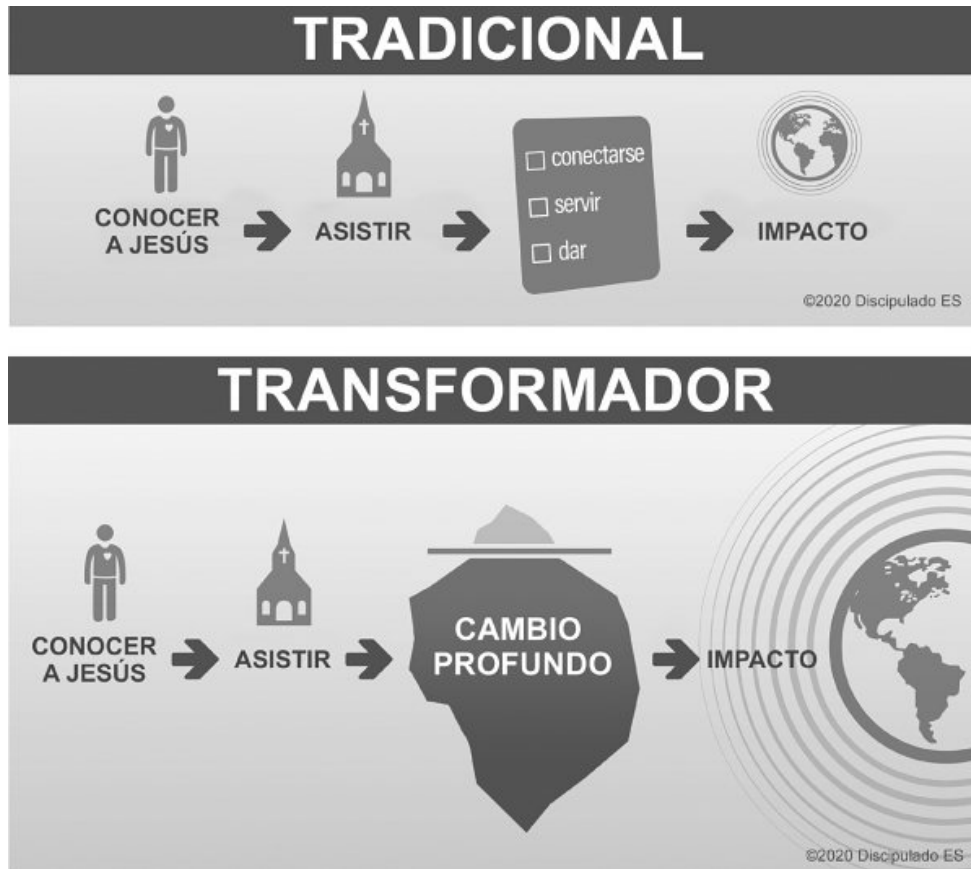 TRADICIONAL
CONOCER
A JESÚS
ASISTIR
conectarse
servir
dar
IMPACTO
©2020 Discipulado ES
TRANSFORMADOR
CONOCER
A JESÚS
ASISTIR
CAMBIO
PROFUNDO
IMPACTO
©2020 Discipulado ES